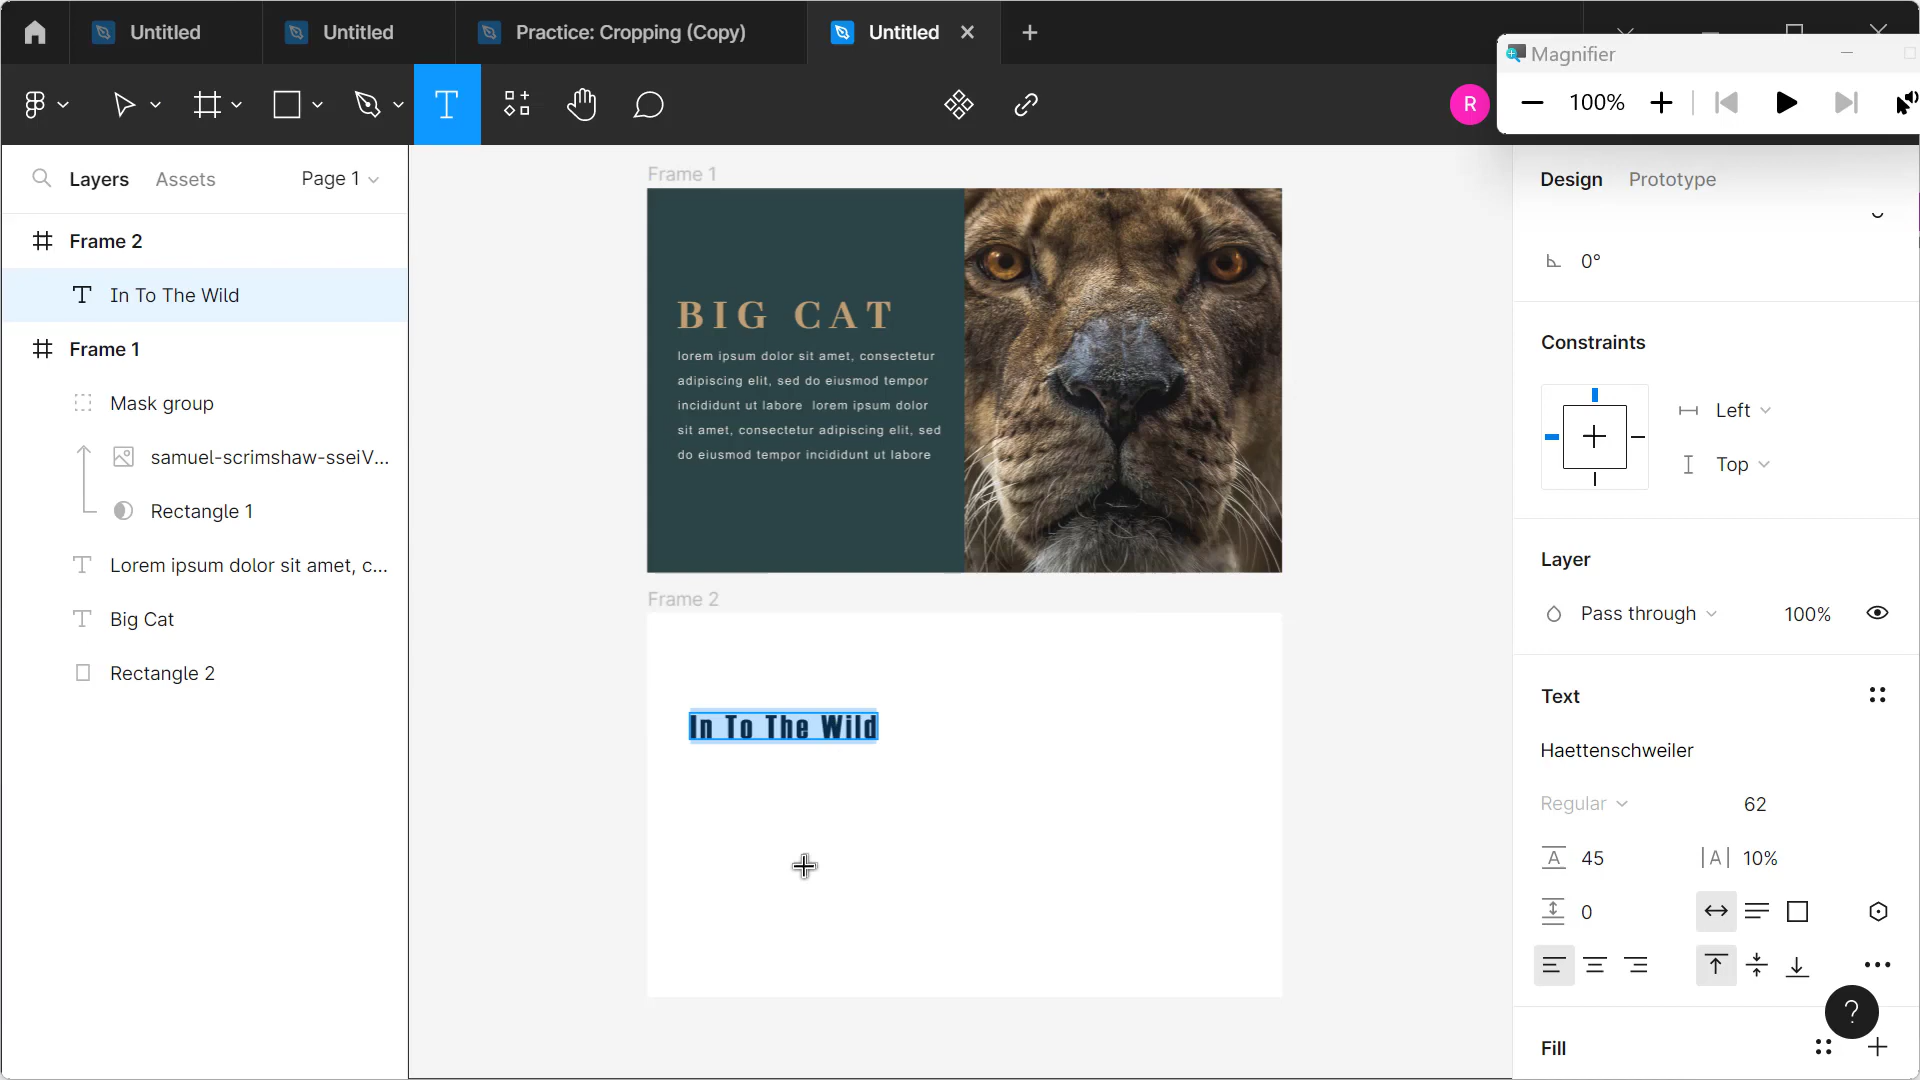 Untitled
Untitled
Practice: Cropping (Copy)
Untitled
Magnifier
100%
R
Layers
Assets
Page 1
Frame 2
In To The Wild
Frame 1
Mask group
samuel-scrimshaw-sseiV...
Rectangle 1
Lorem ipsum dolor sit amet, c...
Big Cat
Rectangle 2
Frame 1
BIG CAT
lorem ipsum dolor sit amet, consectetur
adipiscing elit, sed do eiusmod tempor
incididunt ut labore lorem ipsum dolor
sit amet, consectetur adipiscing elit, sed
do eiusmod tempor incididunt ut labore
Frame 2
In To The Wild
Design
Prototype
0°
Constraints
Left
Top
Layer
Pass through
100%
Text
Haettenschweiler
Regular
62
45
10%
0
Fill
?